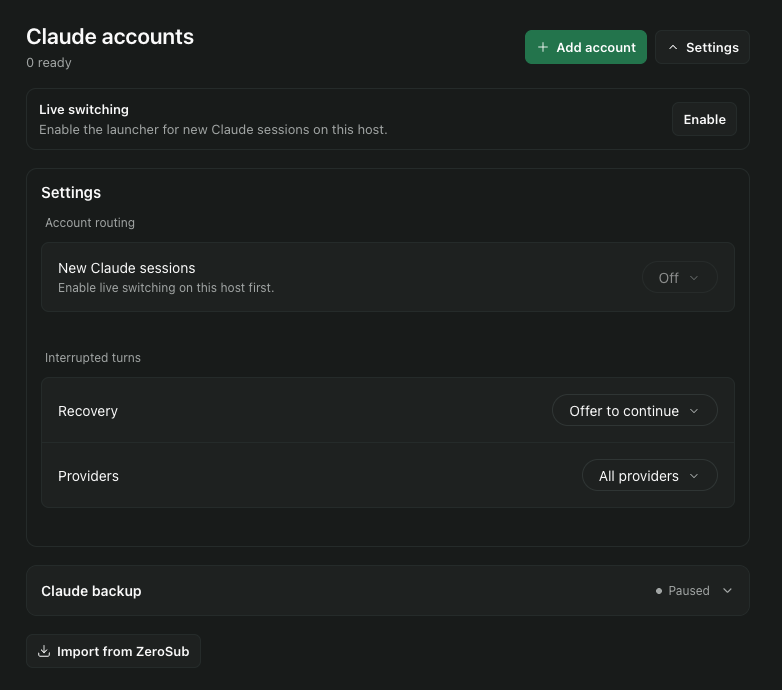 Claude accounts
0 ready
Add account
Settings
Live switching
Enable the launcher for new Claude sessions on this host.
Enable
Settings
Account routing
New Claude sessions
Enable live switching on this host first.
Off
Interrupted turns
Recovery
Offer to continue
Providers
All providers
Claude backup
Paused
Import from ZeroSub